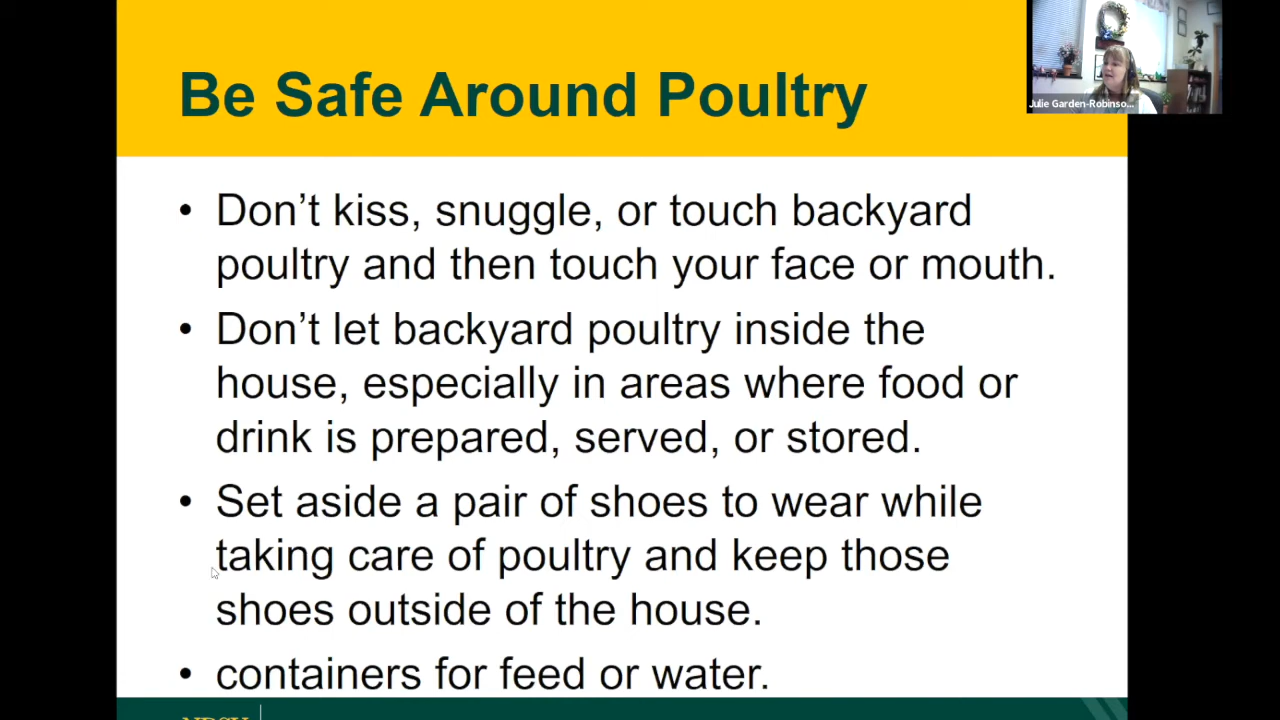 Be Safe Around Poultry
Julie Garden-Robinso...
• Don’t kiss, snuggle, or touch backyard
poultry and then touch your face or mouth.
• Don’t let backyard poultry inside the
house, especially in areas where food or
drink is prepared, served, or stored.
• Set aside a pair of shoes to wear while
taking care of poultry and keep those
shoes outside of the house.
• containers for feed or water.